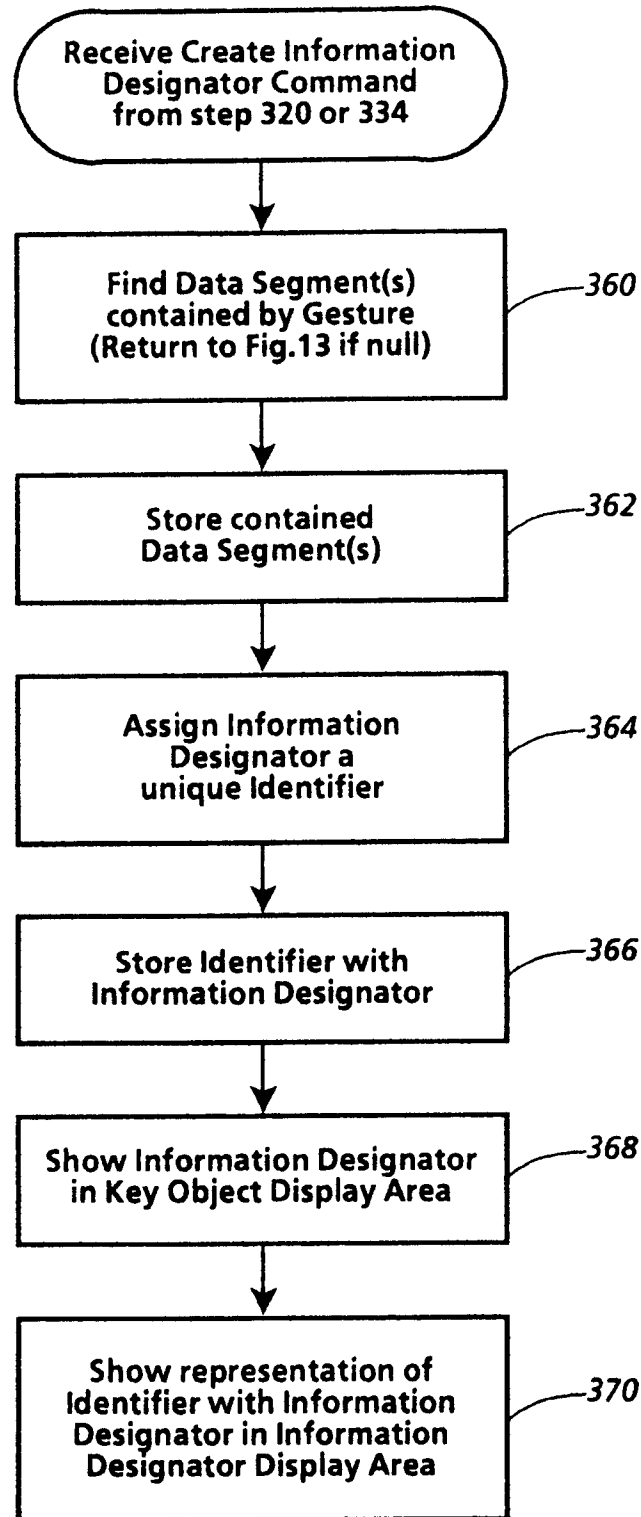 Receive Create Information
Designator Command
from step 320 or 334
Find Data Segment(s)
contained by Gesture
(Return to Fig.13 if null)
360
Store contained
Data Segment(s)
362
Assign Information
Designator a
unique Identifier
364
Store Identifier with
Information Designator
366
Show Information Designator
in Key Object Display Area
368
Show representation of
Identifier with Information
Designator in Information
Designator Display Area
370